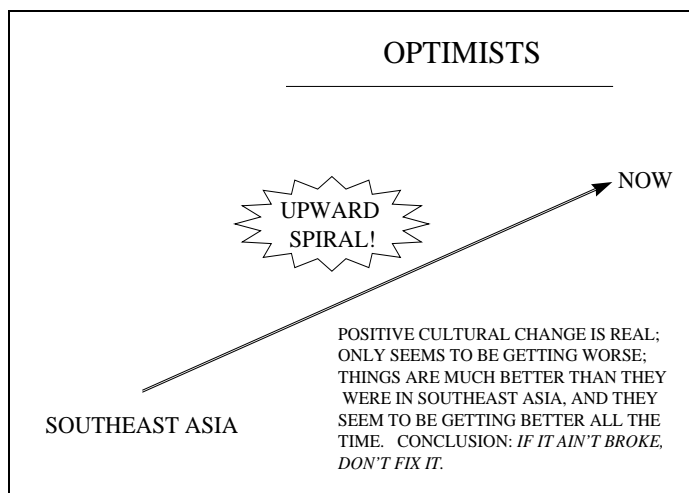 OPTIMISTS
NOW
UPWARD
SPIRAL!
POSITIVE CULTURAL CHANGE IS REAL;
ONLY SEEMS TO BE GETTING WORSE;
THINGS ARE MUCH BETTER THAN THEY
WERE IN SOUTHEAST ASIA, AND THEY
SEEM TO BE GETTING BETTER ALL THE
TIME. CONCLUSION: IF IT AIN'T BROKE,
DON'T FIX IT.
SOUTHEAST ASIA